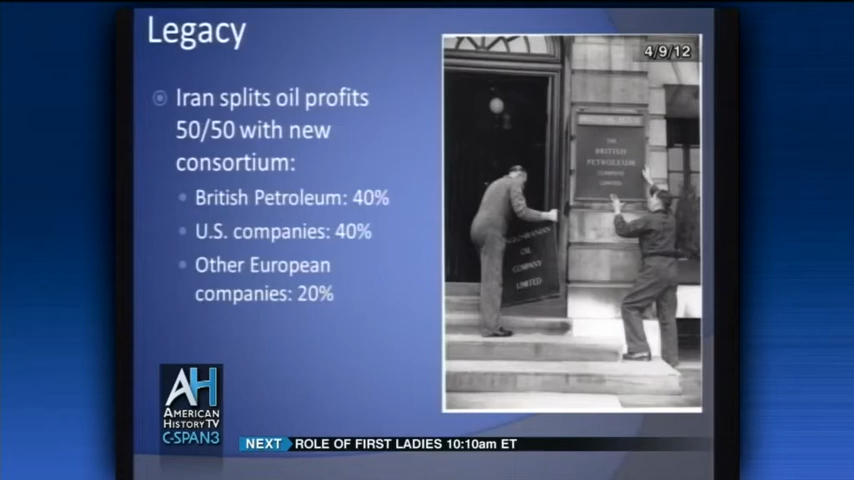 Legacy
Iran splits oil profits
50/50 with new
consortium:
British Petroleum: 40%
U.S. companies: 40%
Other European
companies: 20%
4/9/12
THE
BRITISH
PETROLEUM
COMPANY
LIMITED
OIL
COMPANY
LIMITED
AH
AMERICAN
HISTORY TV
C-SPAN3
NEXT ROLE OF FIRST LADIES 10:10am ET